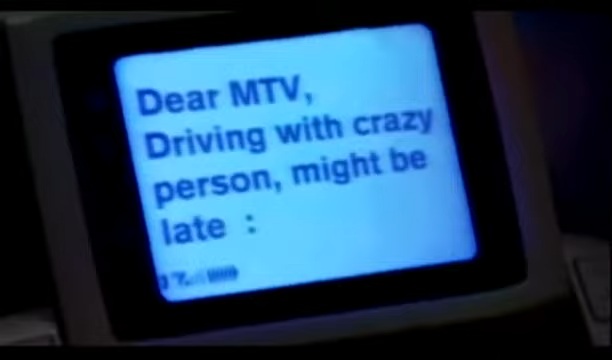 Dear MTV,
Driving with crazy
person, might be
late :